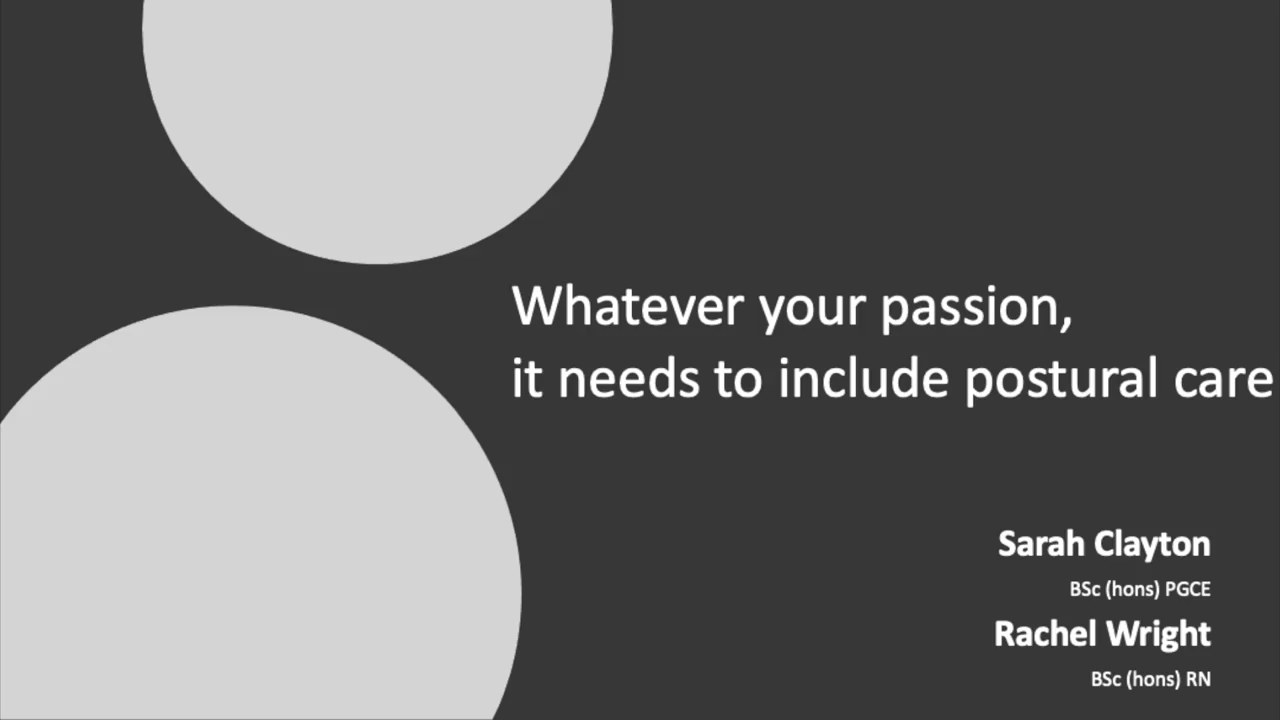 Whatever your passion,
it needs to include postural care
Sarah Clayton
BSc (hons) PGCE
Rachel Wright
BSc (hons) RN